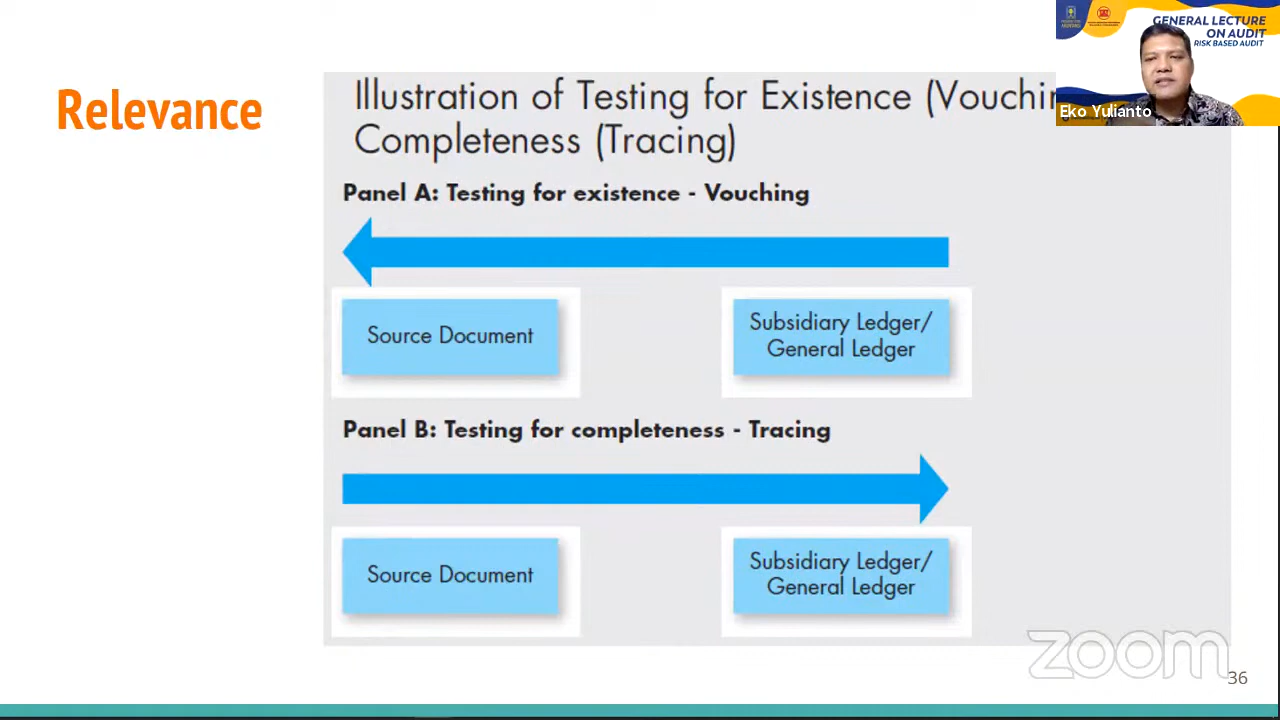 Relevance
Illustration of Testing for Existence (Vouchin
Completeness (Tracing)
Panel A: Testing for existence - Vouching
Source Document
Subsidiary Ledger/
General Ledger
Panel B: Testing for completeness - Tracing
Source Document
Subsidiary Ledger/
General Ledger
GENERAL LECTURE
ON AUDIT
RISK BASED AUDIT
Eko Yulianto
zoom
36